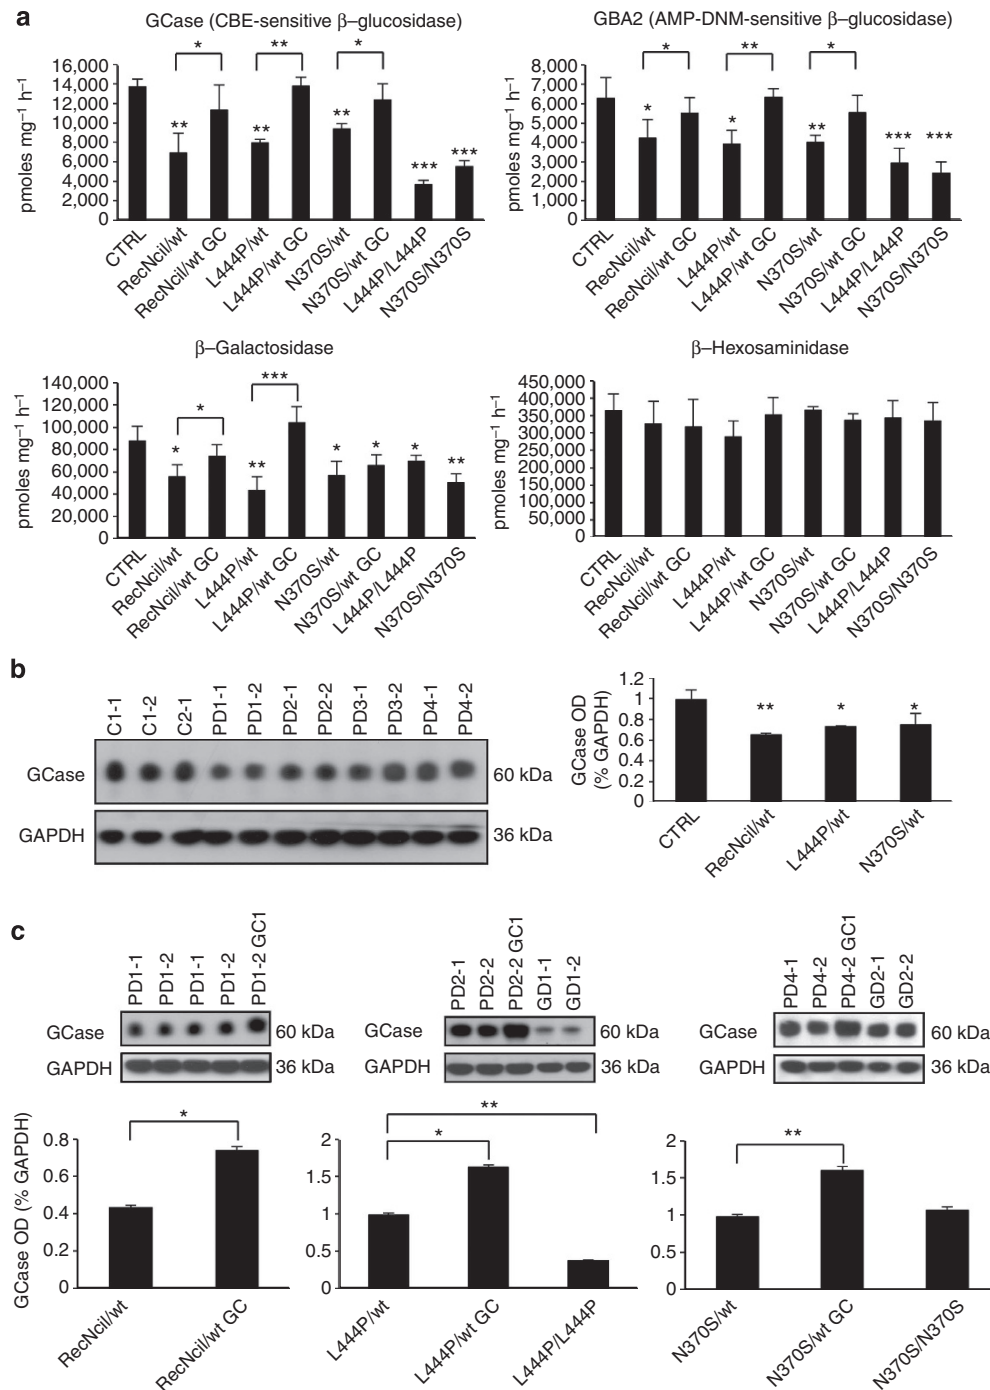 a
GCase (CBE-sensitive β–glucosidase)
pmoles mg⁻¹ h⁻¹
16,000
14,000
12,000
10,000
8,000
6,000
4,000
2,000
0
** * ** ** ** * *** ***
CTRL
RecNcil/wt
RecNcil/wt GC
L444P/wt
L444P/wt GC
N370S/wt
N370S/wt GC
L444P/L444P
N370S/N370S
GBA2 (AMP-DNM-sensitive β–glucosidase)
pmoles mg⁻¹ h⁻¹
8,000
7,000
6,000
5,000
4,000
3,000
2,000
1,000
0
* * * ** ** * *** ***
CTRL
RecNcil/wt
RecNcil/wt GC
L444P/wt
L444P/wt GC
N370S/wt
N370S/wt GC
L444P/L444P
N370S/N370S
β–Galactosidase
pmoles mg⁻¹ h⁻¹
140,000
120,000
100,000
80,000
60,000
40,000
20,000
0
* * ** *** * * * **
CTRL
RecNcil/wt
RecNcil/wt GC
L444P/wt
L444P/wt GC
N370S/wt
N370S/wt GC
L444P/L444P
N370S/N370S
β–Hexosaminidase
pmoles mg⁻¹ h⁻¹
450,000
400,000
350,000
300,000
250,000
200,000
150,000
100,000
50,000
0
CTRL
RecNcil/wt
RecNcil/wt GC
L444P/wt
L444P/wt GC
N370S/wt
N370S/wt GC
L444P/L444P
N370S/N370S
b
C1-1
C1-2
C2-1
PD1-1
PD1-2
PD2-1
PD2-2
PD3-1
PD3-2
PD4-1
PD4-2
GCase 60 kDa
GAPDH 36 kDa
GCase OD
(% GAPDH)
1.2
1
0.8
0.6
0.4
0.2
0
** * *
CTRL
RecNcil/wt
L444P/wt
N370S/wt
c
PD1-1
PD1-2
PD1-1
PD1-2
PD1-2 GC1
GCase 60 kDa
GAPDH 36 kDa
PD2-1
PD2-2
PD2-2 GC1
GD1-1
GD1-2
GCase 60 kDa
GAPDH 36 kDa
PD4-1
PD4-2
PD4-2 GC1
GD2-1
GD2-2
GCase 60 kDa
GAPDH 36 kDa
GCase OD (% GAPDH)
0.8
0.6
0.4
0.2
0
*
RecNcil/wt
RecNcil/wt GC
2
1.5
1
0.5
0
**
*
L444P/wt
L444P/wt GC
L444P/L444P
2
1.5
1
0.5
0
**
N370S/wt
N370S/wt GC
N370S/N370S